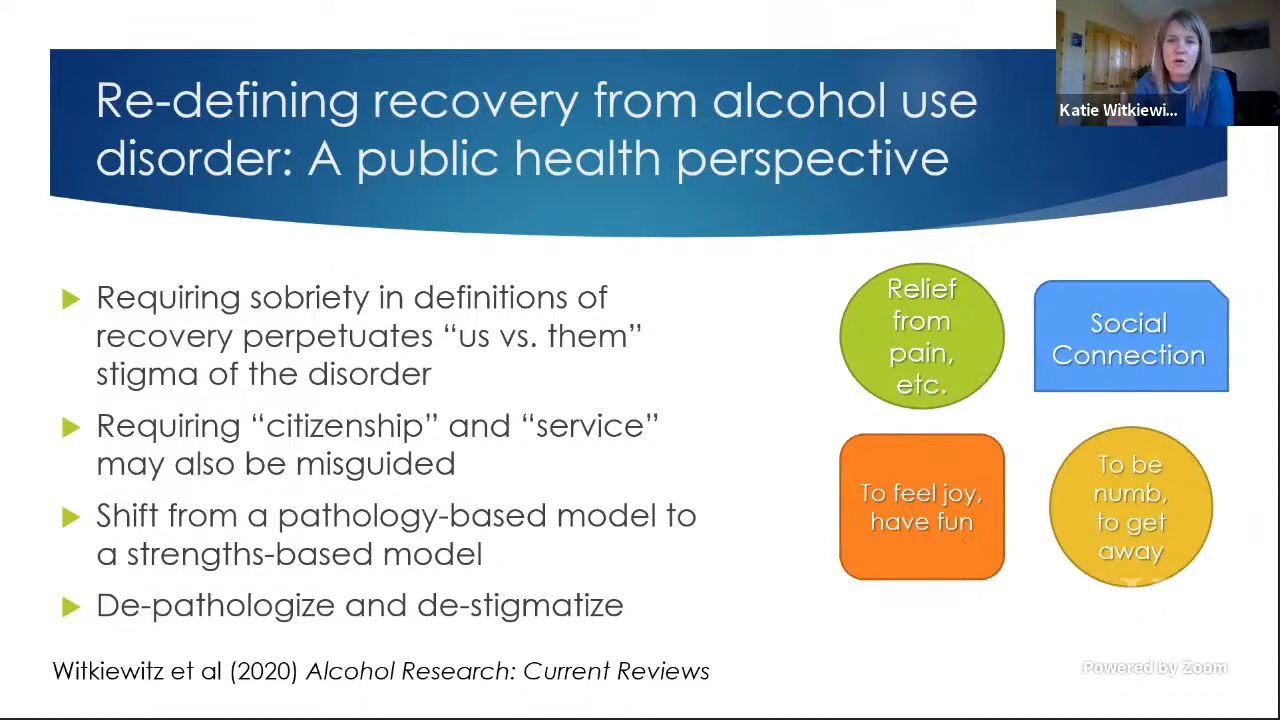 Re-defining recovery from alcohol use
disorder: A public health perspective
Katie Witkiewi...
Requiring sobriety in definitions of
recovery perpetuates “us vs. them”
stigma of the disorder
Requiring “citizenship” and “service”
may also be misguided
Shift from a pathology-based model to
a strengths-based model
De-pathologize and de-stigmatize
Relief
from
pain,
etc.
Social
Connection
To feel joy,
have fun
To be
numb,
to get
away
Witkiewitz et al (2020) Alcohol Research: Current Reviews
Powered by Zoom